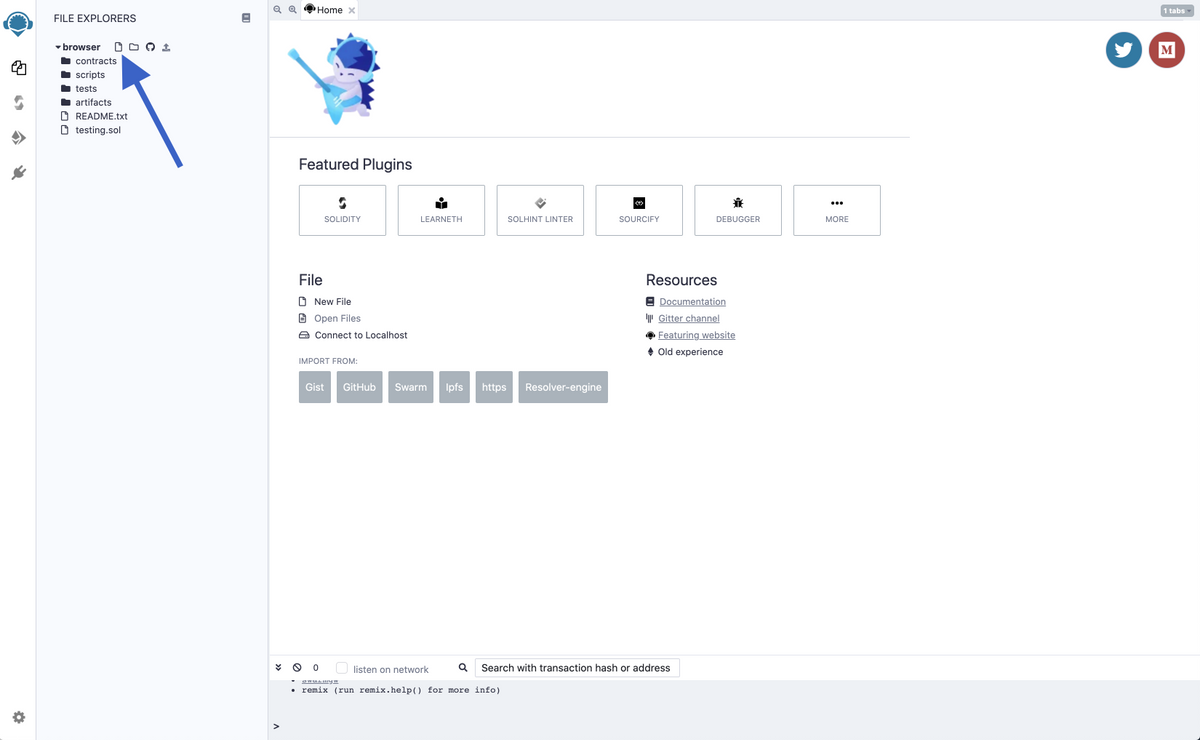 FILE EXPLORERS
browser
contracts
scripts
tests
artifacts
README.txt
testing.sol
Home
1 tabs
M
Featured Plugins
SOLIDITY
LEARNETH
SOLHINT LINTER
SOURCIFY
DEBUGGER
MORE
File
New File
Open Files
Connect to Localhost
IMPORT FROM:
Gist GitHub Swarm Ipfs https Resolver-engine
Resources
Documentation
Gitter channel
Featuring website
Old experience
0 listen on network Search with transaction hash or address
• remix (run remix.help() for more info)
>